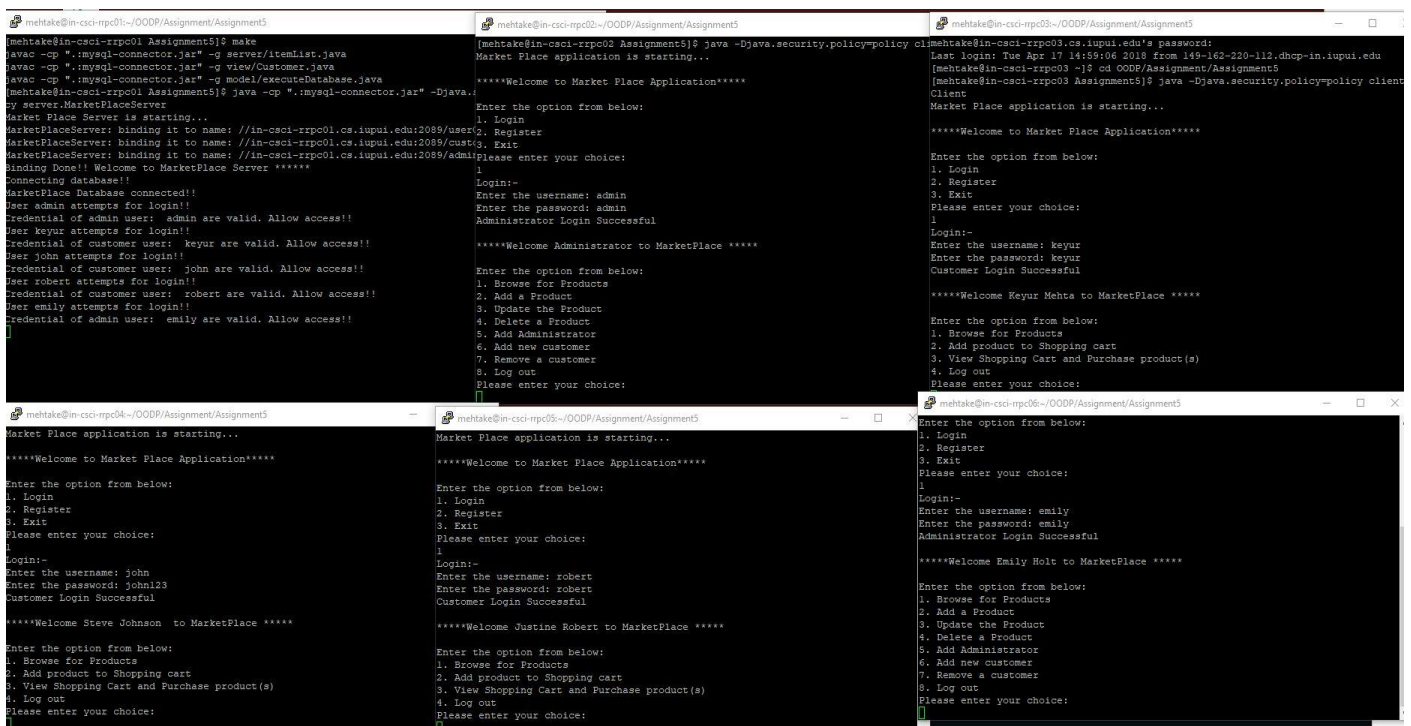 mehtake@in-csci-rrpc01:~/OODP/Assignment/Assignment5
[mehtake@in-csci-rrpc01 Assignment5]$ make
javac -cp ".:mysql-connector.jar" -g server/itemList.java
javac -cp ".:mysql-connector.jar" -g view/Customer.java
javac -cp ".:mysql-connector.jar" -g model/executeDatabase.java
[mehtake@in-csci-rrpc01 Assignment5]$ java -cp ".:mysql-connector.jar" -Djava.s
cy server.MarketPlaceServer
Market Place Server is starting...
MarketPlaceServer: binding it to name: //in-csci-rrpc01.cs.iupui.edu:2089/user
MarketPlaceServer: binding it to name: //in-csci-rrpc01.cs.iupui.edu:2089/cust
MarketPlaceServer: binding it to name: //in-csci-rrpc01.cs.iupui.edu:2089/admi
Binding Done!! Welcome to MarketPlace Server ******
Connecting database!!
MarketPlace Database connected!!
User admin attempts for login!!
Credential of admin user:  admin are valid. Allow access!!
User keyur attempts for login!!
Credential of customer user:  keyur are valid. Allow access!!
User john attempts for login!!
Credential of customer user:  john are valid. Allow access!!
User robert attempts for login!!
Credential of customer user:  robert are valid. Allow access!!
User emily attempts for login!!
Credential of admin user:  emily are valid. Allow access!!
mehtake@in-csci-rrpc02:~/OODP/Assignment/Assignment5
[mehtake@in-csci-rrpc02 Assignment5]$ java -Djava.security.policy=policy cli
Market Place application is starting...
*****Welcome to Market Place Application*****
Enter the option from below:
1. Login
2. Register
3. Exit
Please enter your choice:
1
Login:-
Enter the username: admin
Enter the password: admin
Administrator Login Successful
*****Welcome Administrator to MarketPlace *****
Enter the option from below:
1. Browse for Products
2. Add a Product
3. Update the Product
4. Delete a Product
5. Add Administrator
6. Add new customer
7. Remove a customer
8. Log out
Please enter your choice:
mehtake@in-csci-rrpc03:~/OODP/Assignment/Assignment5
mehtake@in-csci-rrpc03.cs.iupui.edu's password:
Last login: Tue Apr 17 14:59:06 2018 from 149-162-220-112.dhcp-in.iupui.edu
[mehtake@in-csci-rrpc03 ~]$ cd OODP/Assignment/Assignment5
[mehtake@in-csci-rrpc03 Assignment5]$ java -Djava.security.policy=policy client
Client
Market Place application is starting...
*****Welcome to Market Place Application*****
Enter the option from below:
1. Login
2. Register
3. Exit
Please enter your choice:
1
Login:-
Enter the username: keyur
Enter the password: keyur
Customer Login Successful
*****Welcome Keyur Mehta to MarketPlace *****
Enter the option from below:
1. Browse for Products
2. Add product to Shopping cart
3. View Shopping Cart and Purchase product(s)
4. Log out
Please enter your choice:
mehtake@in-csci-rrpc04:~/OODP/Assignment/Assignment5
Market Place application is starting...
*****Welcome to Market Place Application*****
Enter the option from below:
1. Login
2. Register
3. Exit
Please enter your choice:
1
Login:-
Enter the username: john
Enter the password: john123
Customer Login Successful
*****Welcome Steve Johnson  to MarketPlace *****
Enter the option from below:
1. Browse for Products
2. Add product to Shopping cart
3. View Shopping Cart and Purchase product(s)
4. Log out
Please enter your choice:
mehtake@in-csci-rrpc05:~/OODP/Assignment/Assignment5
Market Place application is starting...
*****Welcome to Market Place Application*****
Enter the option from below:
1. Login
2. Register
3. Exit
Please enter your choice:
1
Login:-
Enter the username: robert
Enter the password: robert
Customer Login Successful
*****Welcome Justine Robert to MarketPlace *****
Enter the option from below:
1. Browse for Products
2. Add product to Shopping cart
3. View Shopping Cart and Purchase product(s)
4. Log out
Please enter your choice:
mehtake@in-csci-rrpc06:~/OODP/Assignment/Assignment5
Enter the option from below:
1. Login
2. Register
3. Exit
Please enter your choice:
1
Login:-
Enter the username: emily
Enter the password: emily
Administrator Login Successful
*****Welcome Emily Holt to MarketPlace *****
Enter the option from below:
1. Browse for Products
2. Add a Product
3. Update the Product
4. Delete a Product
5. Add Administrator
6. Add new customer
7. Remove a customer
8. Log out
Please enter your choice: